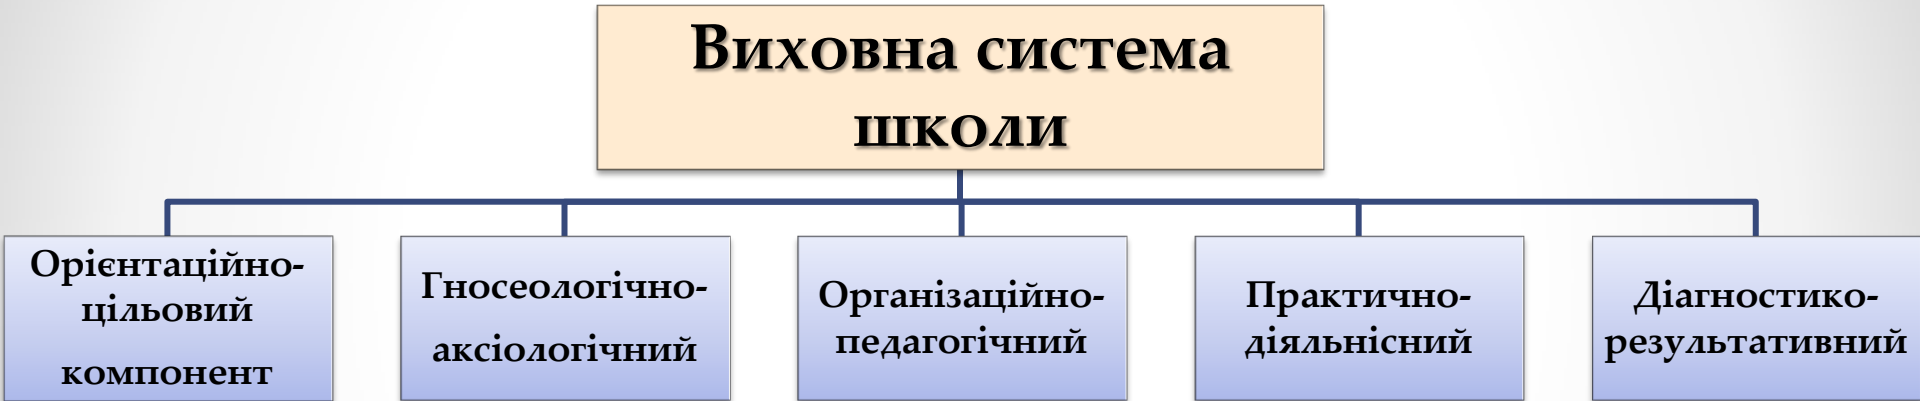 Виховна система
школи
Орієнтаційно-
цільовий
компонент
Гносеологічно-
аксіологічний
Організаційно-
педагогічний
Практично-
діяльнісний
Діагностико-
результативний